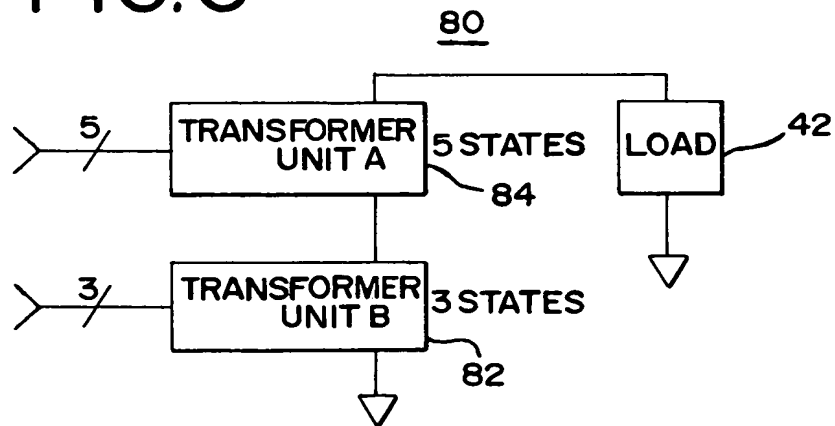 80
5
TRANSFORMER
UNIT A
5 STATES
84
LOAD
42
3
TRANSFORMER
UNIT B
3 STATES
82